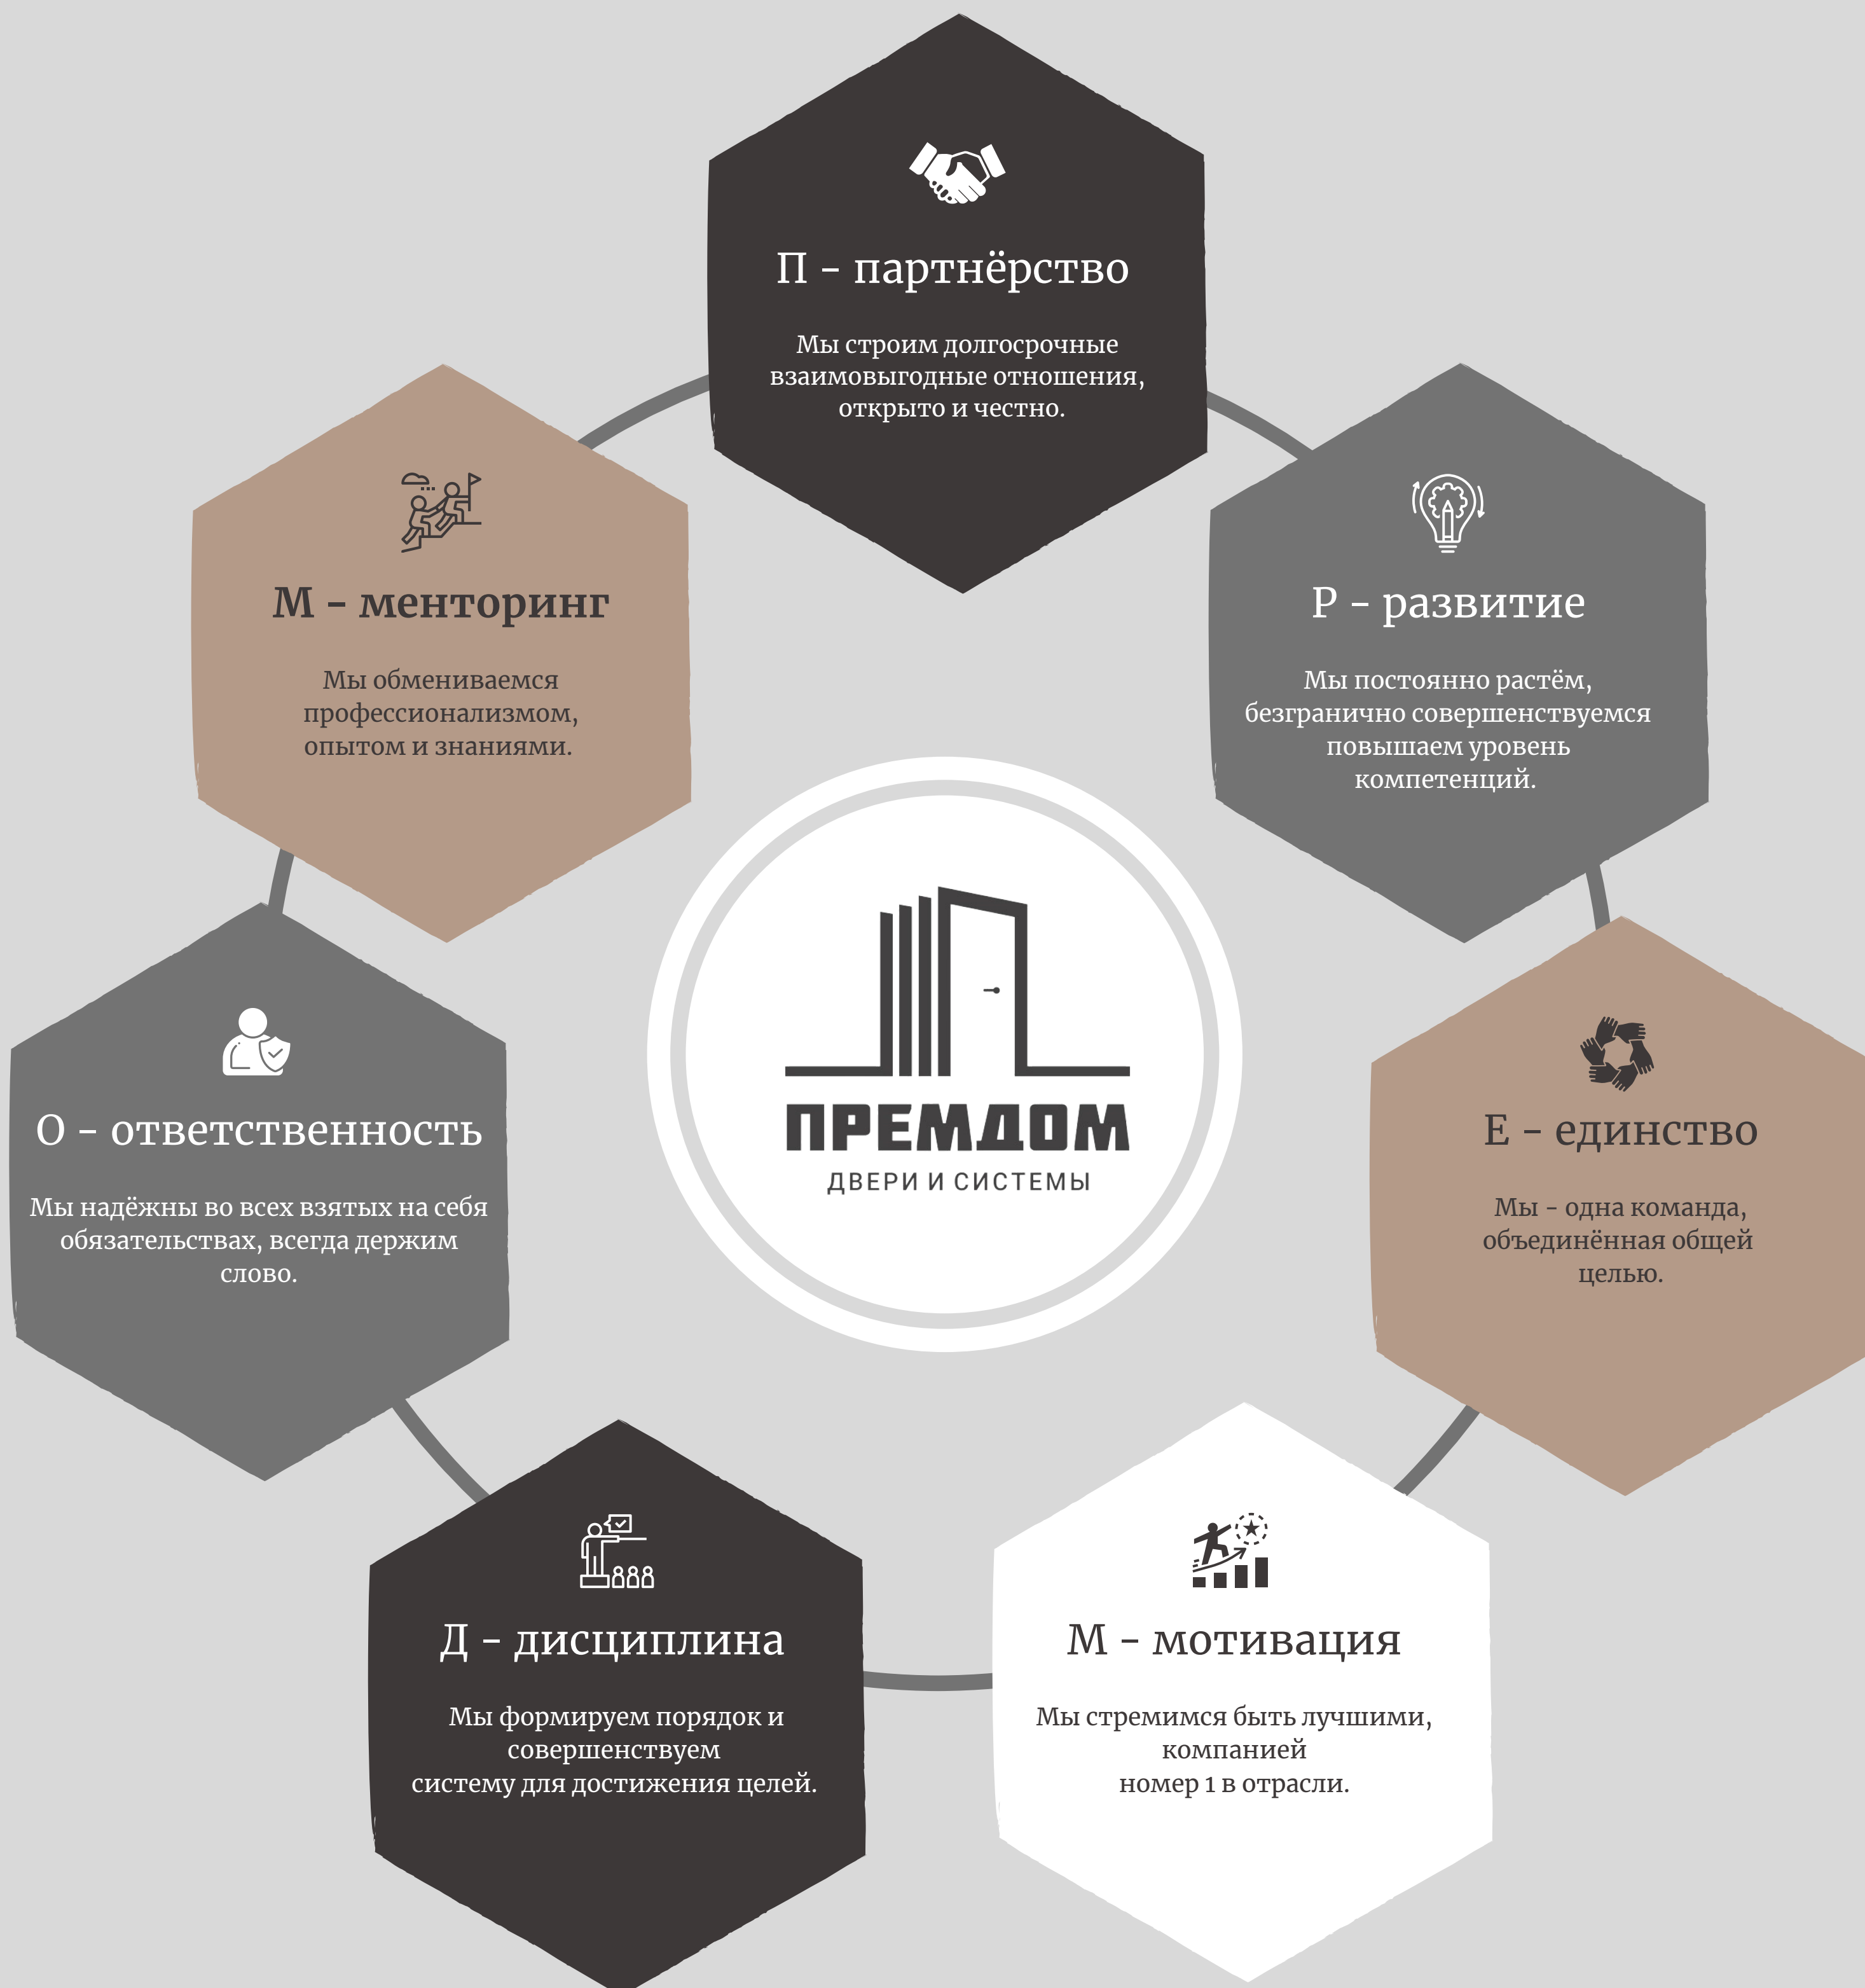 П - партнёрство
Мы строим долгосрочные
взаимовыгодные отношения,
открыто и честно.
Р - развитие
Мы постоянно растём,
безгранично совершенствуемся
повышаем уровень
компетенций.
Е - единство
Мы - одна команда,
объединённая общей
целью.
М - мотивация
Мы стремимся быть лучшими,
компанией
номер 1 в отрасли.
Д - дисциплина
Мы формируем порядок и
совершенствуем
систему для достижения целей.
О - ответственность
Мы надёжны во всех взятых на себя
обязательствах, всегда держим
слово.
М - менторинг
Мы обмениваемся
профессионализмом,
опытом и знаниями.
ПРЕМДОМ
ДВЕРИ И СИСТЕМЫ